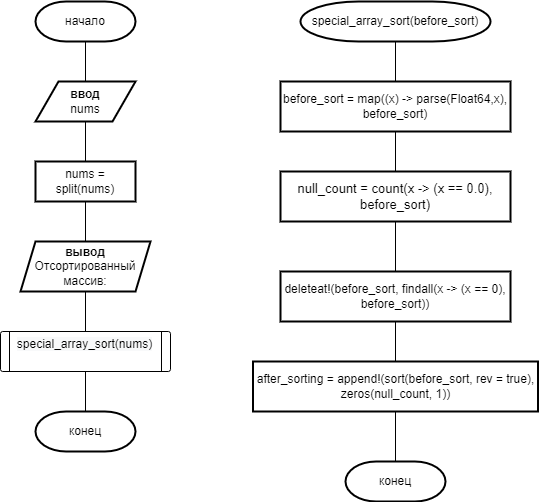 начало
ввод
nums
nums =
split(nums)
вывод
Отсортированный
массив:
special_array_sort(nums)
конец
special_array_sort(before_sort)
before_sort = map((x) -> parse(Float64,x),
before_sort)
null_count = count(x -> (x == 0.0),
before_sort)
deleteat!(before_sort, findall(x -> (x == 0),
before_sort))
after_sorting = append!(sort(before_sort, rev = true),
zeros(null_count, 1))
конец